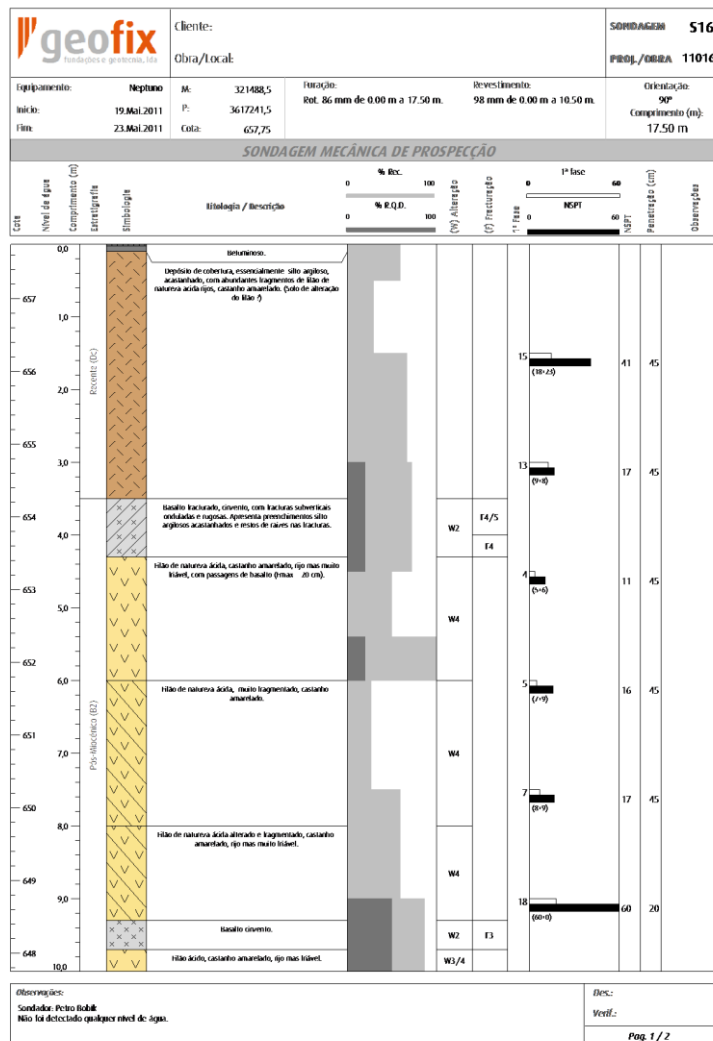 geofix
fundações e geotecnia, lda
Cliente:
Obra/Local:
SONDAGEM S16
PROJ./OBRA 11016
Equipamento: Neptuno
Início: 19.Mai.2011
Fim: 23.Mai.2011
M: 321488,5
P: 3617241,5
Cota: 657,75
Furação:
Rot. 86 mm de 0.00 m a 17.50 m.
Revestimento:
98 mm de 0.00 m a 10.50 m.
Orientação:
90°
Comprimento (m):
17.50 m
SONDAGEM MECÂNICA DE PROSPECÇÃO
Cota
Nível de água
Comprimento (m)
Estratigrafia
Simbologia
Litologia / Descrição
% Rec.
0 100
% R.Q.D.
0 100
(W) Alteração
(F) Fracturação
1ª Fase
1ª fase
0 60
NSPT
0 60
NSPT
Penetração (cm)
Observações
0,0
Betuminoso.
Depósito de cobertura, essencialmente silto argiloso,
acastanhado, com abundantes fragmentos de filão de
natureza ácida rijos, castanho amarelado. (Solo de alteração
do filão ?)
657
1,0
15
(18+23)
41 45
656
Recente (Dc)
2,0
655
3,0
13
(9+8)
17 45
Basalto fracturado, cinzento, com fracturas subverticais
onduladas e rugosas. Apresenta preenchimentos silto
argilosos acastanhados e restos de raízes nas fracturas.
W2
F4/5
F4
654
4,0
Filão de natureza ácida, castanho amarelado, rijo mas muito
friável, com passagens de basalto (Emax 20 cm).
W4
4
(5+6)
11 45
653
5,0
652
6,0
Filão de natureza ácida, muito fragmentado, castanho
amarelado.
W4
5
(7+9)
16 45
651
Pós-Miocénico (B2)
7,0
7
(8+9)
17 45
650
8,0
Filão de natureza ácida alterado e fragmentado, castanho
amarelado, rijo mas muito friável.
W4
649
9,0
18
(60+0)
60 20
Basalto cinzento.
W2 F3
648
Filão ácido, castanho amarelado, rijo mas friável.
W3/4
10,0
Observações:
Sondador: Petro Bobik
Não foi detectado qualquer nível de água.
Des.:
Verif.:
Pag. 1 / 2